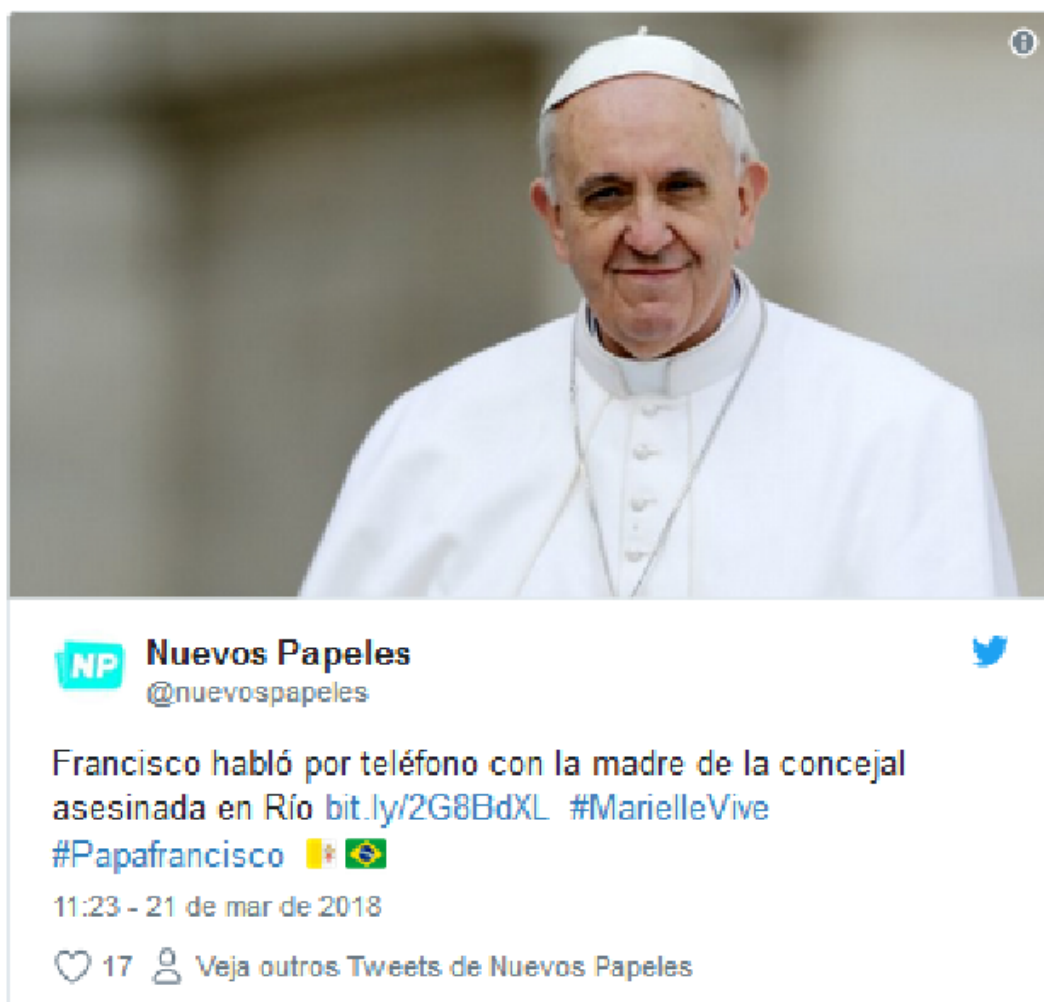 NP
Nuevos Papeles
@nuevospapeles
Francisco habló por teléfono con la madre de la concejal
asesinada en Río bit.ly/2G8BdXL #MarielleVive
#Papafrancisco 🇻🇦🇧🇷
11:23 - 21 de mar de 2018
17 Veja outros Tweets de Nuevos Papeles